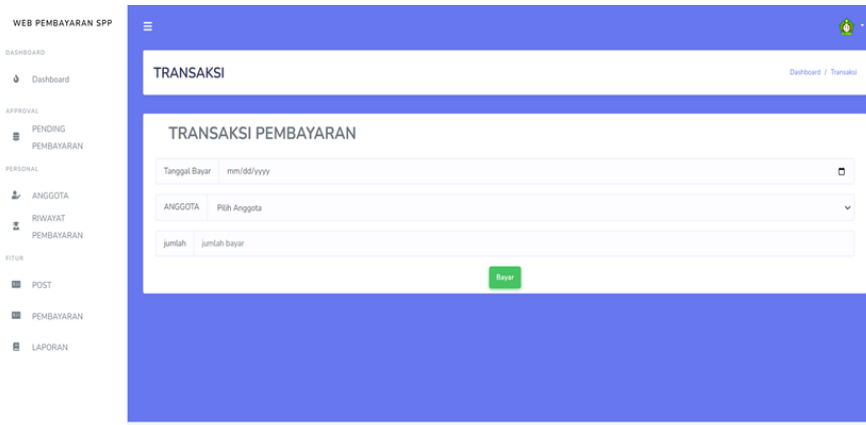 WEB PEMBAYARAN SPP
DASHBOARD
Dashboard
APPROVAL
PENDING
PEMBAYARAN
PERSONAL
ANGGOTA
RIWAYAT
PEMBAYARAN
FITUR
POST
PEMBAYARAN
LAPORAN
TRANSAKSI
Dashboard / Transaksi
TRANSAKSI PEMBAYARAN
Tanggal Bayar mm/dd/yyyy
ANGGOTA Pilih Anggota
jumlah jumlah bayar
Bayar